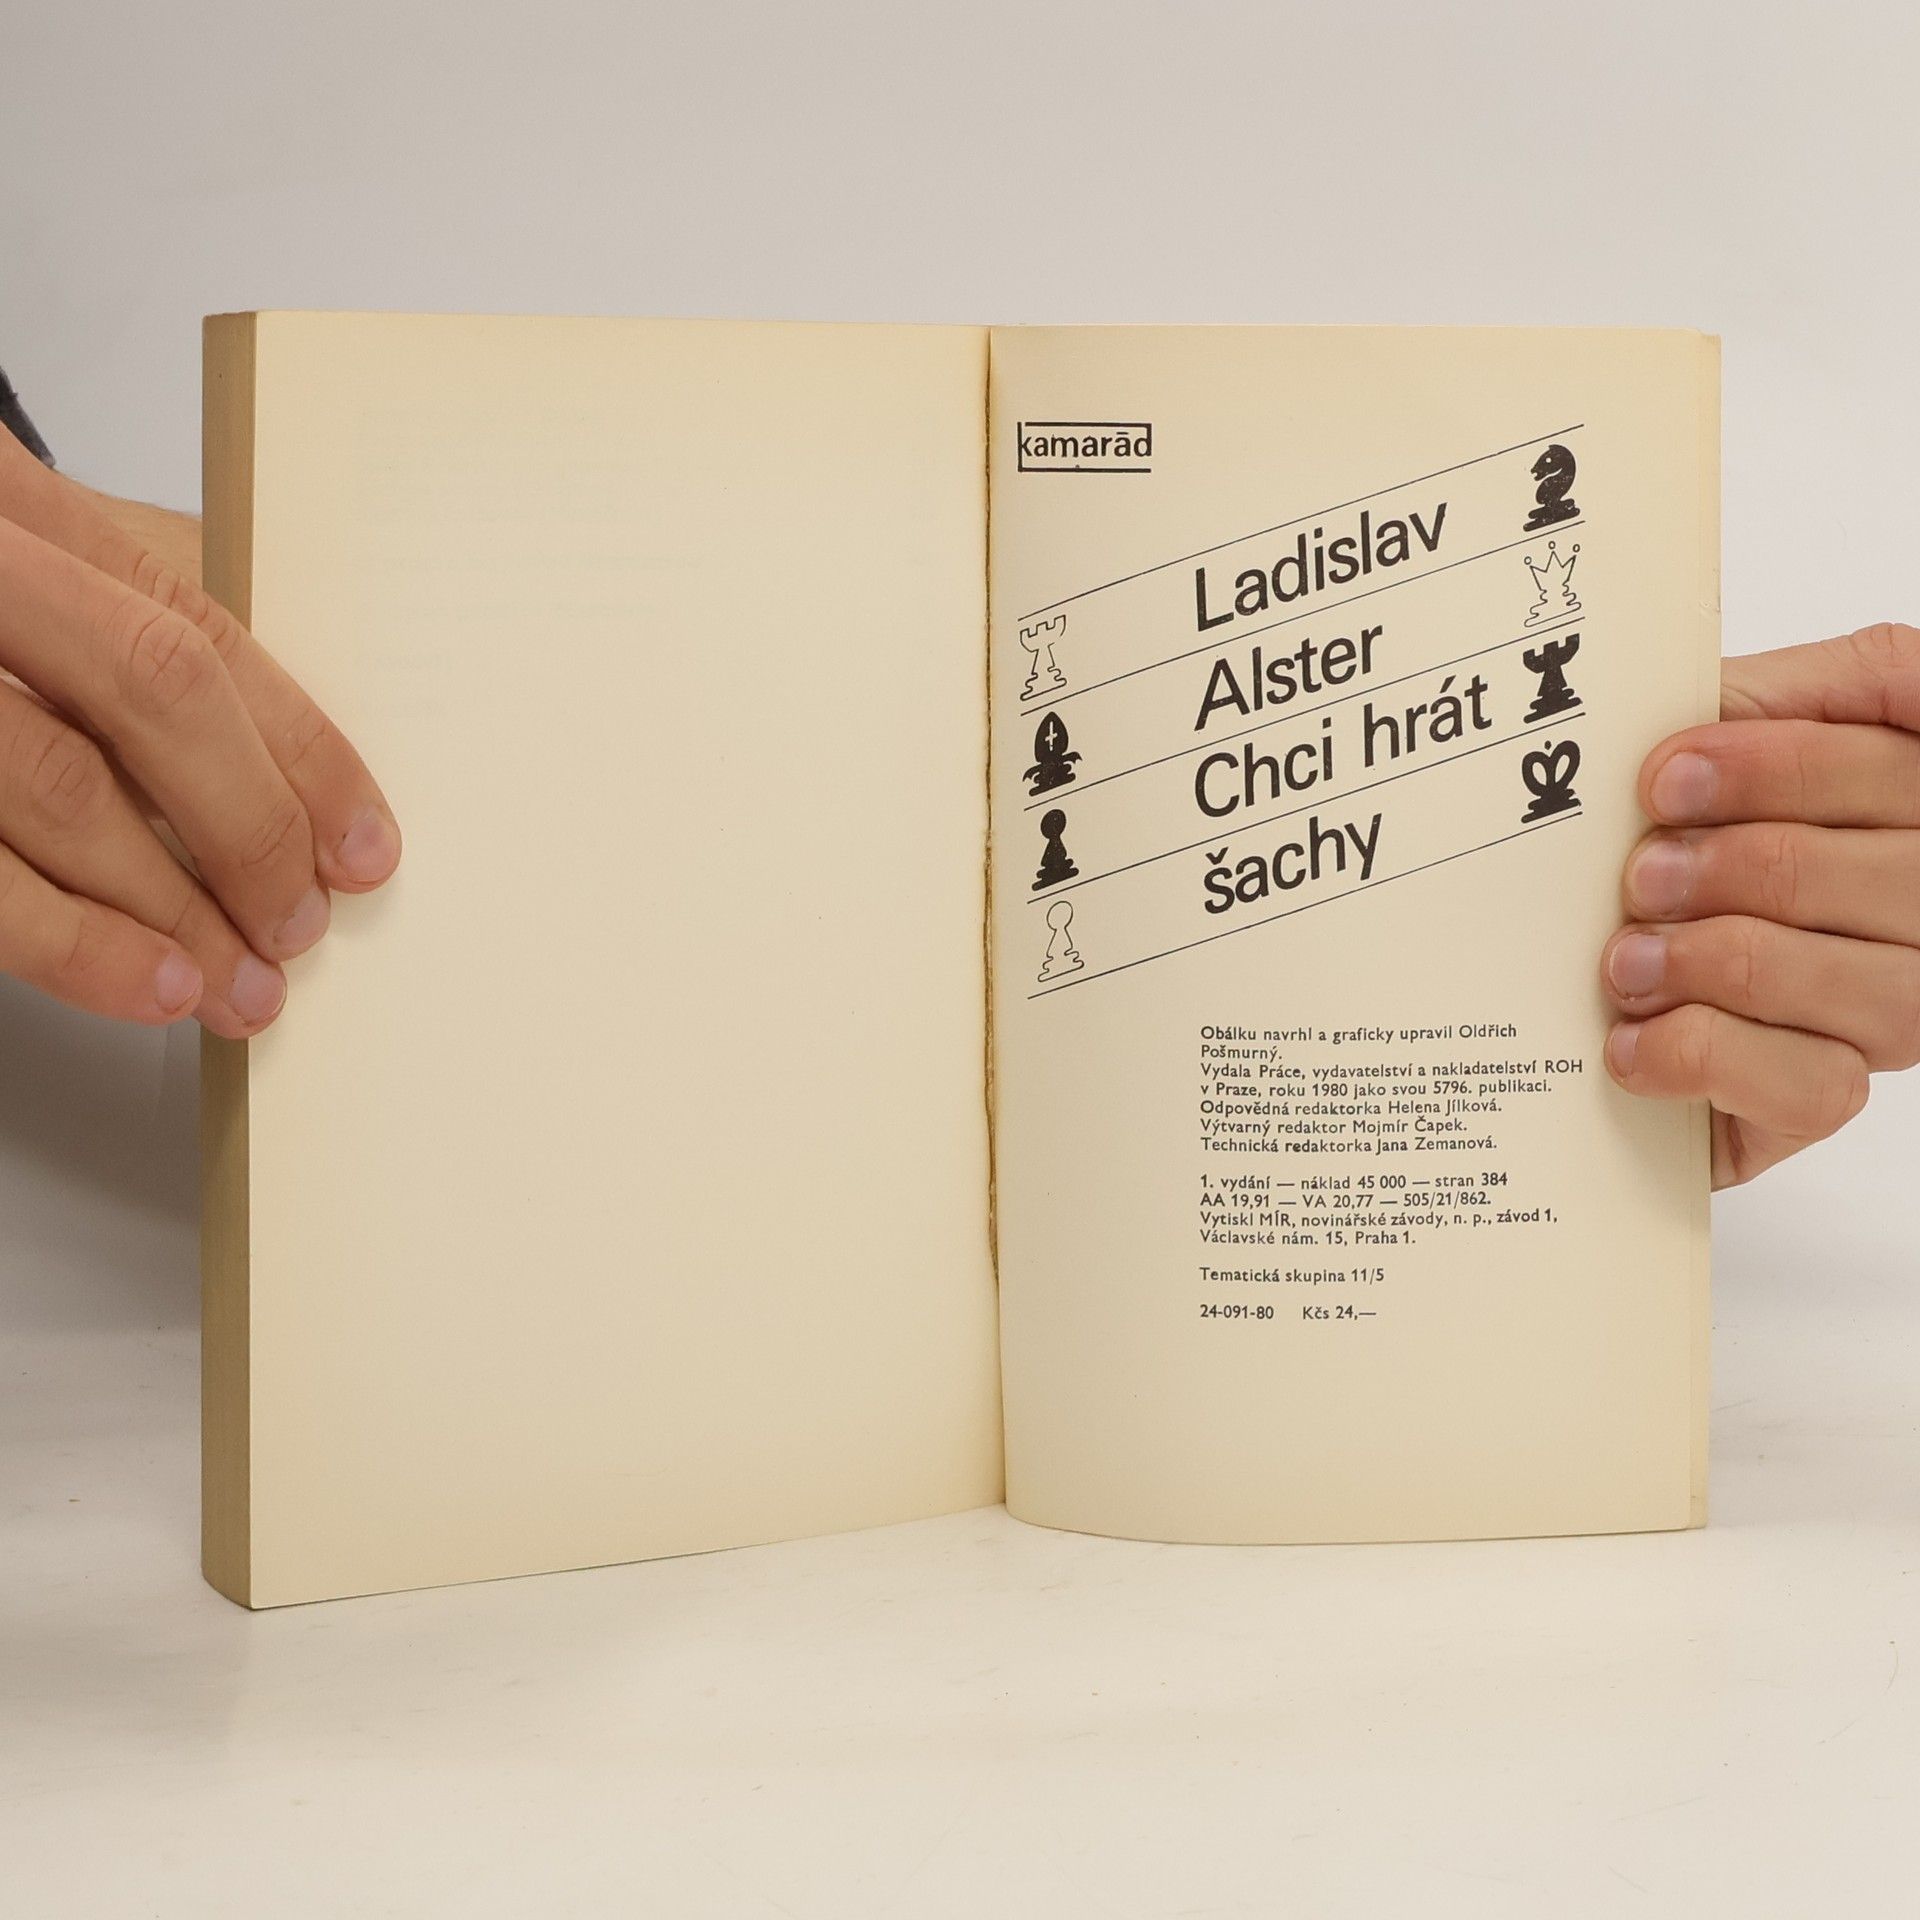 kamarād
Ladislav
Alster
Chci hrát
šachy
Obálku navrhl a graficky upravil Oldřich
Pošmurný.
Vydala Práce, vydavatelství a nakladatelství ROH
v Praze, roku 1980 jako svou 5796. publikaci.
Odpovědná redaktorka Helena Jílková.
Výtvarný redaktor Mojmír Čapek.
Technická redaktorka Jana Zemanová.
1. vydání — náklad 45 000 — stran 384
AA 19,91 — VA 20,77 — 505/21/862.
Vytiskl MÍR, novinářské závody, n. p., závod 1,
Václavské nám. 15, Praha 1.
Tematická skupina 11/5
24-091-80 Kčs 24,—